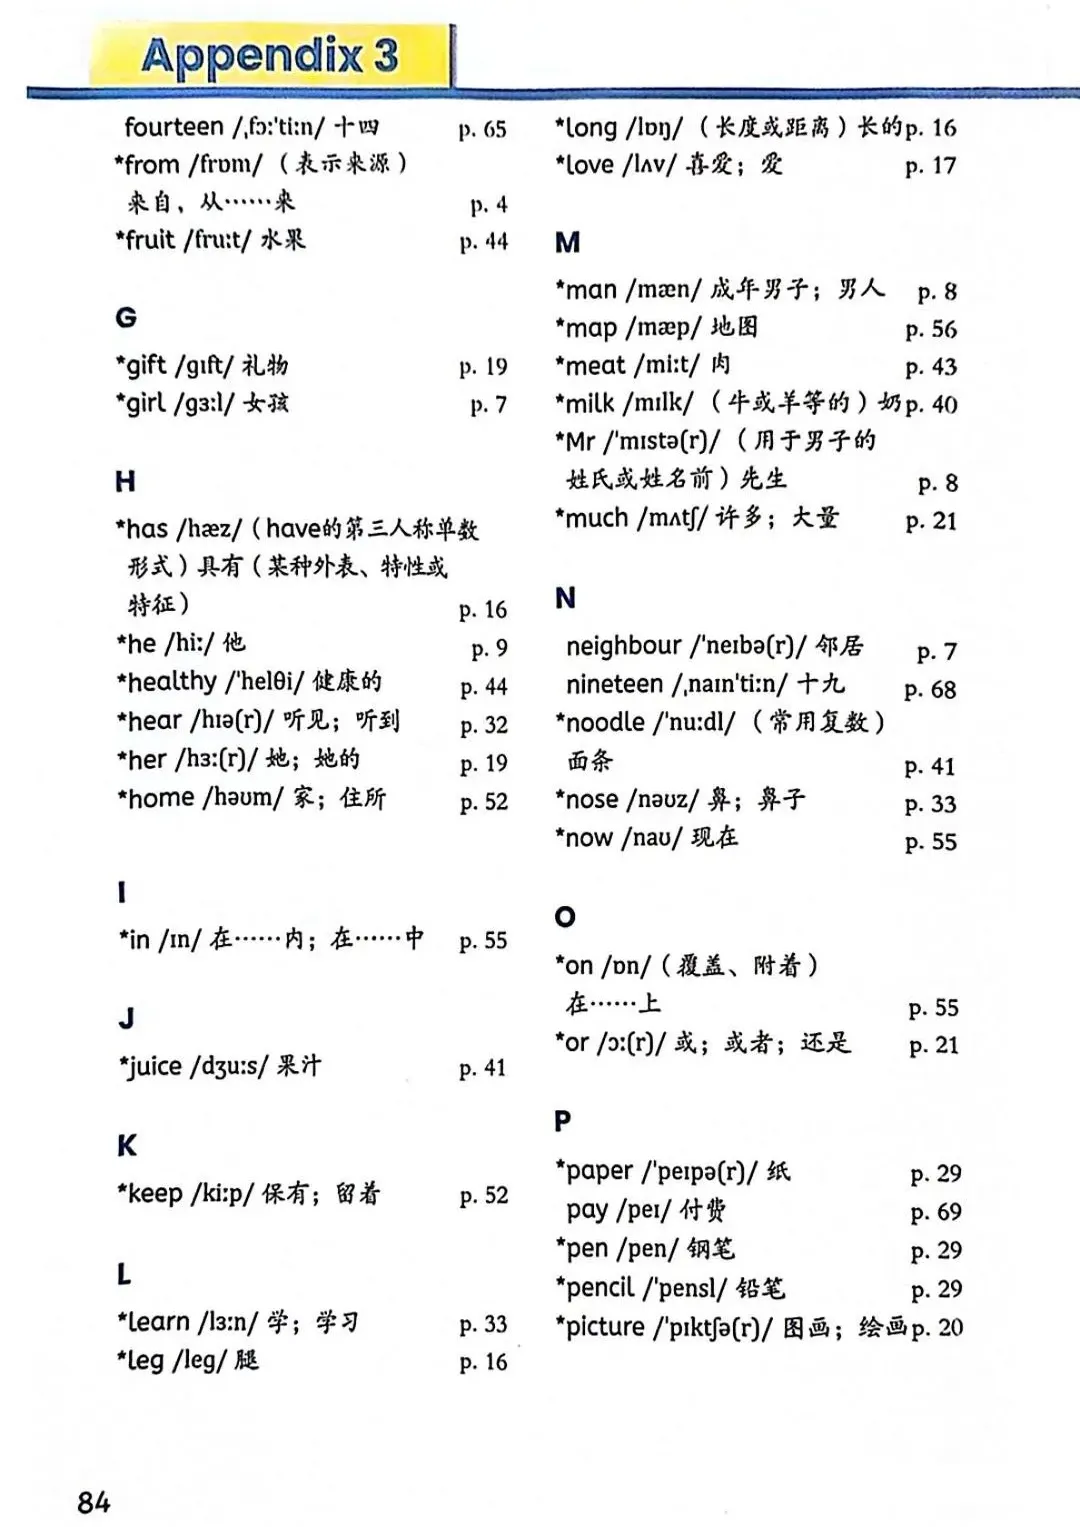 Appendix 3
fourteen /ˌfɔːˈtiːn/ 十四 p. 65
*from /frɒm/ （表示来源）
来自，从……来 p. 4
*fruit /fruːt/ 水果 p. 44
G
*gift /ɡɪft/ 礼物 p. 19
*girl /ɡɜːl/ 女孩 p. 7
H
*has /hæz/（have的第三人称单数
形式）具有（某种外表、特性或
特征） p. 16
*he /hiː/ 他 p. 9
*healthy /ˈhelθi/ 健康的 p. 44
*hear /hɪə(r)/ 听见；听到 p. 32
*her /hɜː(r)/ 她；她的 p. 19
*home /həʊm/ 家；住所 p. 52
I
*in /ɪn/ 在……内；在……中 p. 55
J
*juice /dʒuːs/ 果汁 p. 41
K
*keep /kiːp/ 保有；留着 p. 52
L
*learn /lɜːn/ 学；学习 p. 33
*leg /leɡ/ 腿 p. 16
*long /lɒŋ/ （长度或距离）长的 p. 16
*love /lʌv/ 喜爱；爱 p. 17
M
*man /mæn/ 成年男子；男人 p. 8
*map /mæp/ 地图 p. 56
*meat /miːt/ 肉 p. 43
*milk /mɪlk/ （牛或羊等的）奶 p. 40
*Mr /ˈmɪstə(r)/ （用于男子的
姓氏或姓名前）先生 p. 8
*much /mʌtʃ/ 许多；大量 p. 21
N
neighbour /ˈneɪbə(r)/ 邻居 p. 7
nineteen /ˌnaɪnˈtiːn/ 十九 p. 68
*noodle /ˈnuːdl/ （常用复数）
面条 p. 41
*nose /nəʊz/ 鼻；鼻子 p. 33
*now /naʊ/ 现在 p. 55
O
*on /ɒn/（覆盖、附着）
在……上 p. 55
*or /ɔː(r)/ 或；或者；还是 p. 21
P
*paper /ˈpeɪpə(r)/ 纸 p. 29
pay /peɪ/ 付费 p. 69
*pen /pen/ 钢笔 p. 29
*pencil /ˈpensl/ 铅笔 p. 29
*picture /ˈpɪktʃə(r)/ 图画；绘画 p. 20
84